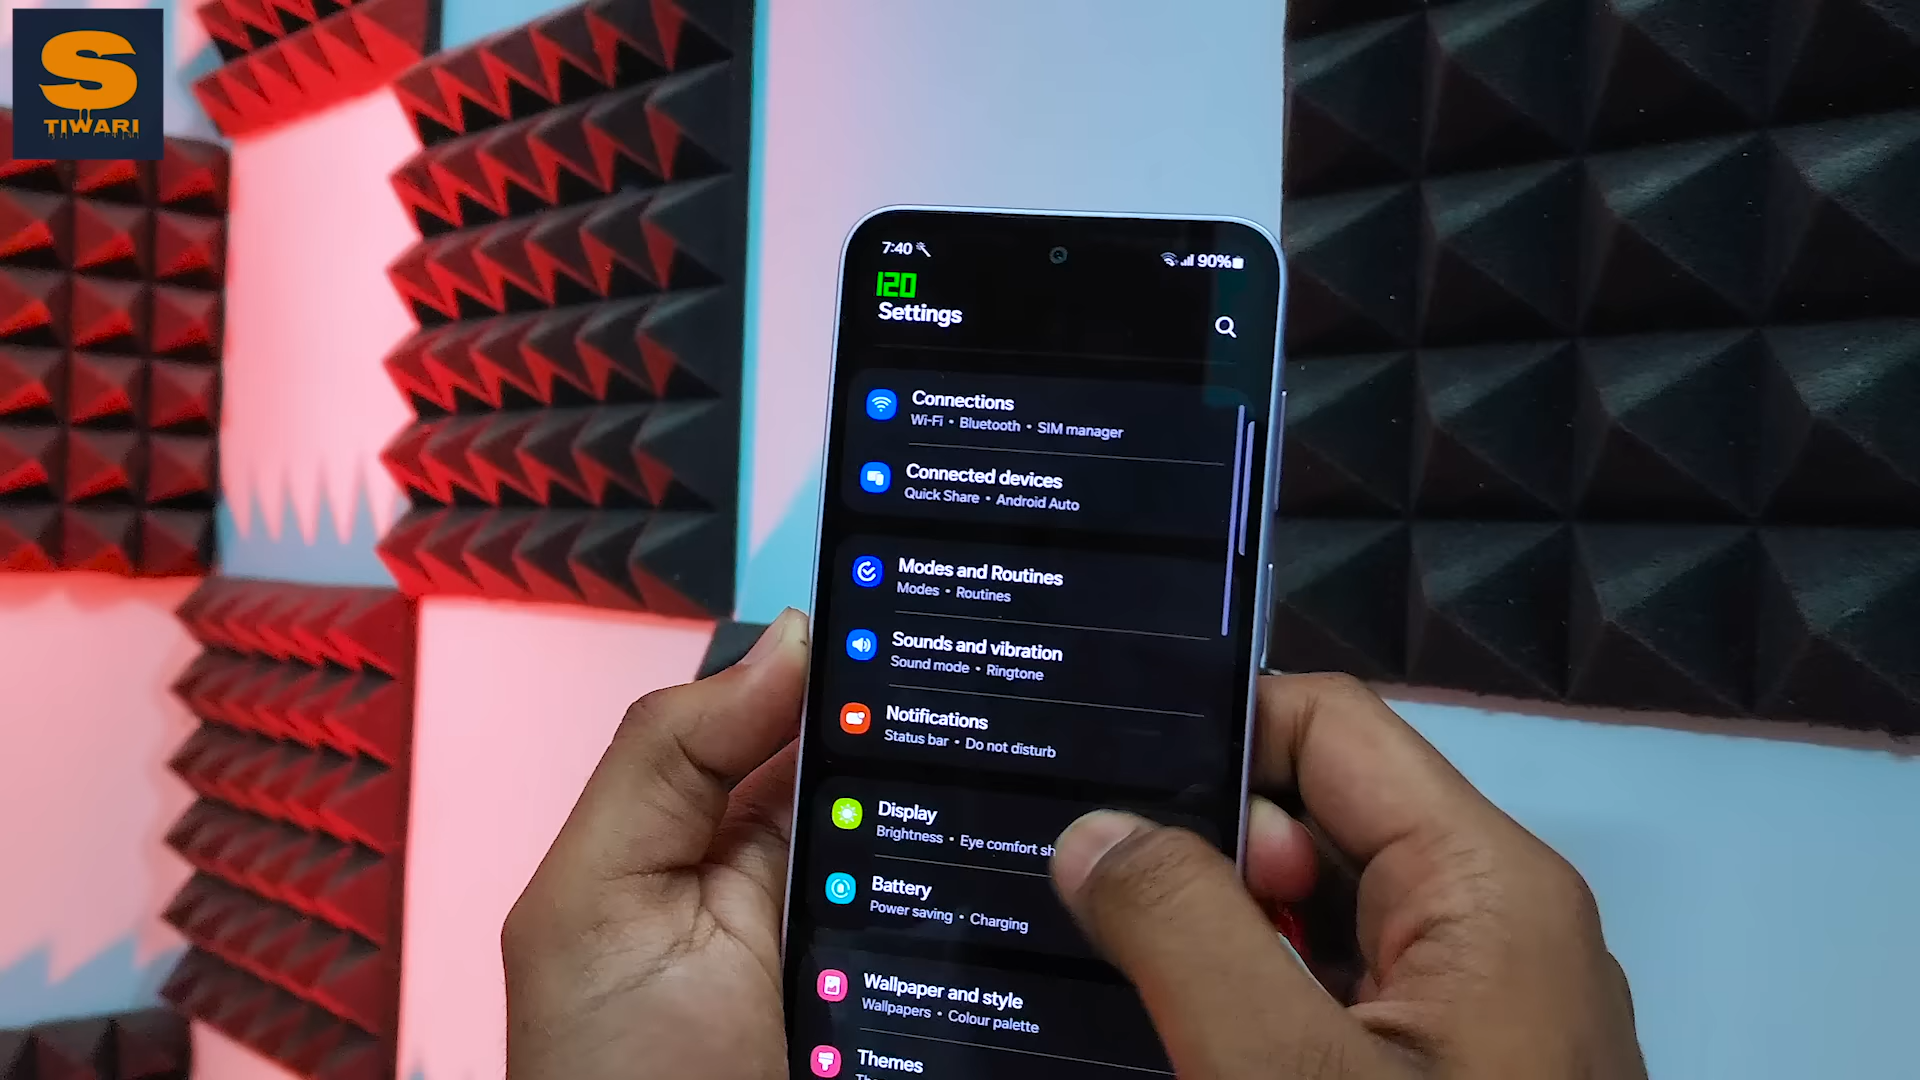 S
TIWARI
7:40
90%
120
Settings
Connections
Wi-Fi • Bluetooth • SIM manager
Connected devices
Quick Share • Android Auto
Modes and Routines
Modes • Routines
Sounds and vibration
Sound mode • Ringtone
Notifications
Status bar • Do not disturb
Display
Brightness • Eye comfort sh
Battery
Power saving • Charging
Wallpaper and style
Wallpapers • Colour palette
Themes